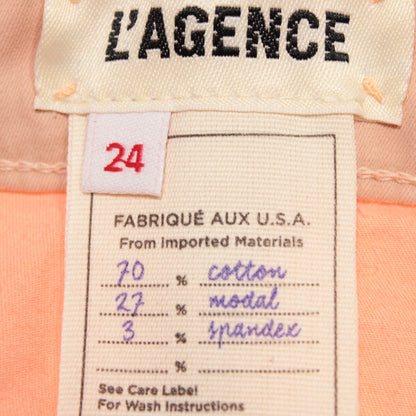 L'AGENCE
24
FABRIQUÉ AUX U.S.A.
From Imported Materials
70 % cotton
27 % modal
3 % spandex
%
See Care Label
For Wash Instructions